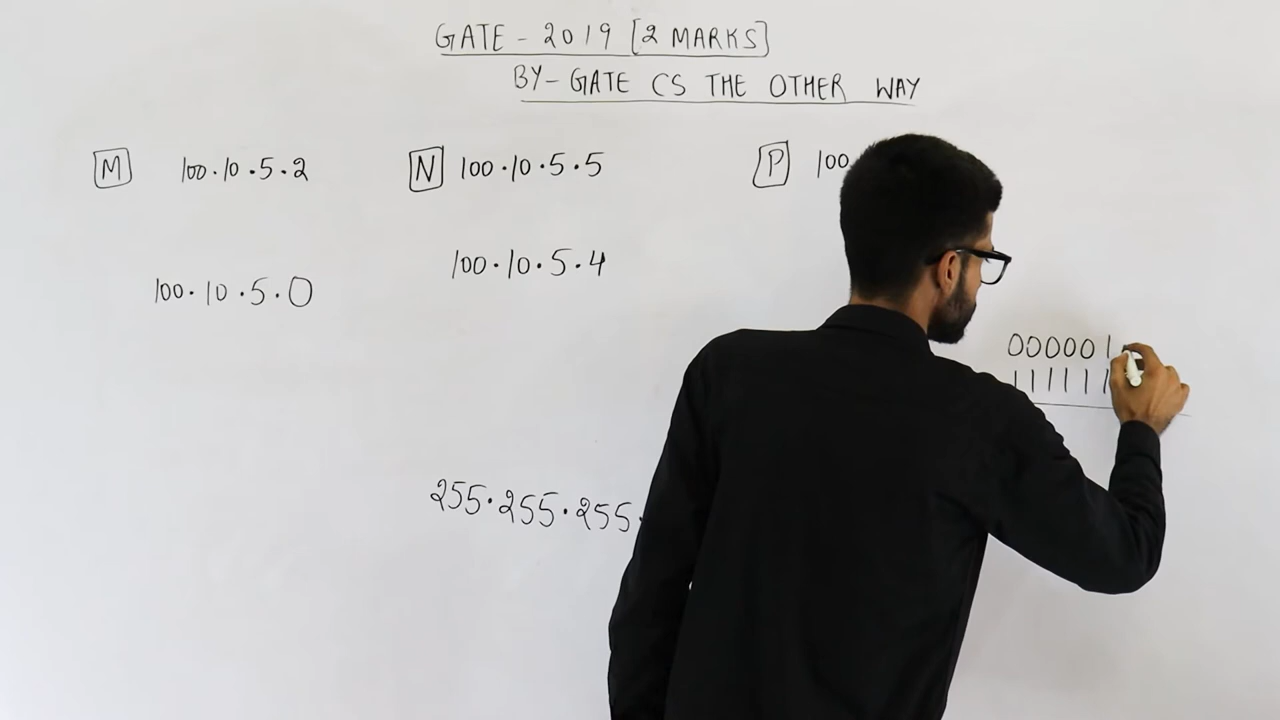 GATE - 2019 [2 MARKS]
BY - GATE CS THE OTHER WAY
M 100.10.5.2
N 100.10.5.5
P 100
100.10.5.0
100.10.5.4
000001
111111
255.255.255.